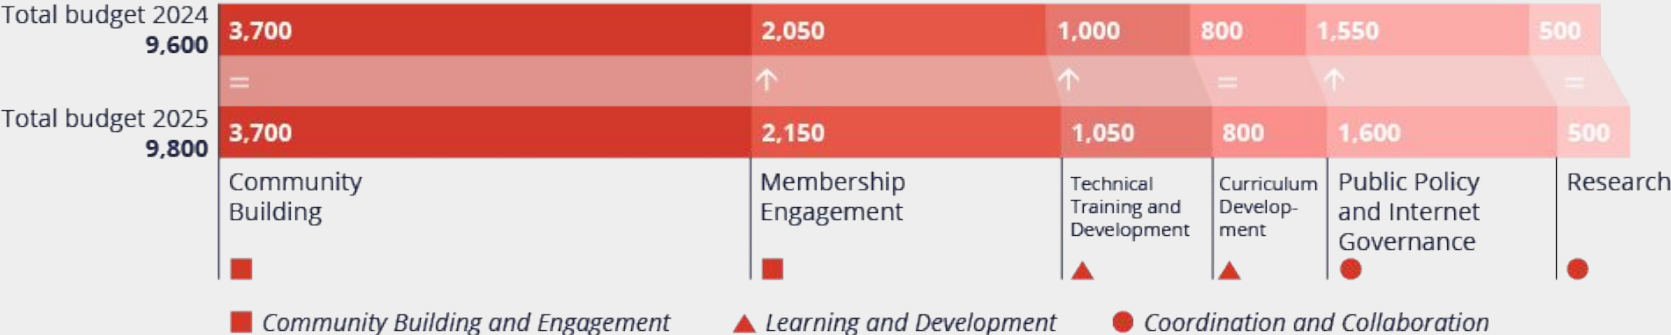 Total budget 2024
9,600
3,700 2,050 1,000 800 1,550 500
= ↑ ↑ = ↑ =
Total budget 2025
9,800
3,700 2,150 1,050 800 1,600 500
Community
Building
Membership
Engagement
Technical
Training and
Development
Curriculum
Develop-
ment
Public Policy
and Internet
Governance
Research
Community Building and Engagement Learning and Development Coordination and Collaboration